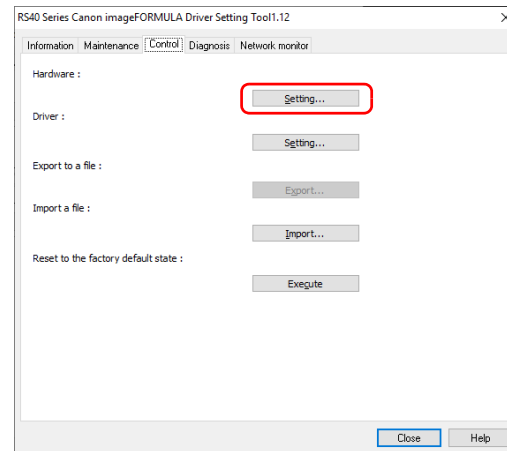 RS40 Series Canon imageFORMULA Driver Setting Tool1.12
Information Maintenance Control Diagnosis Network monitor
Hardware :
Setting...
Driver :
Setting...
Export to a file :
Export...
Import a file :
Import...
Reset to the factory default state :
Execute
Close Help